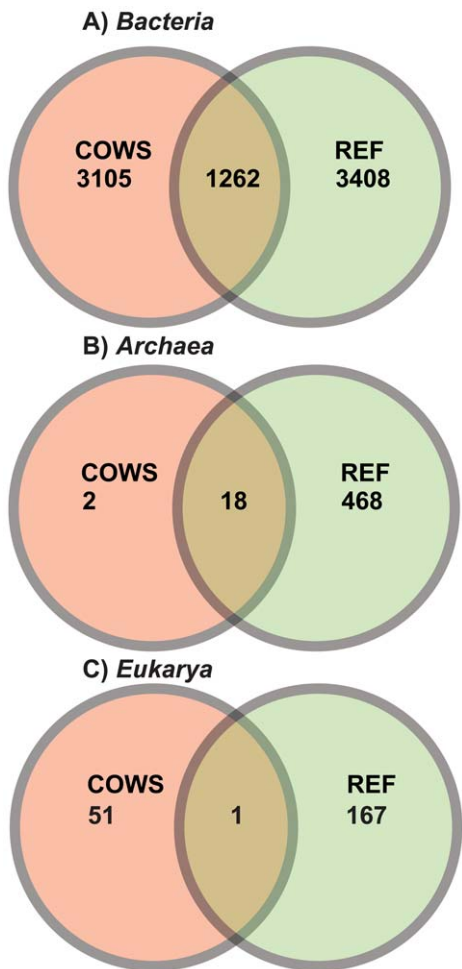 A) Bacteria
COWS REF
3105 1262 3408
B) Archaea
COWS REF
2 18 468
C) Eukarya
COWS REF
51 1 167